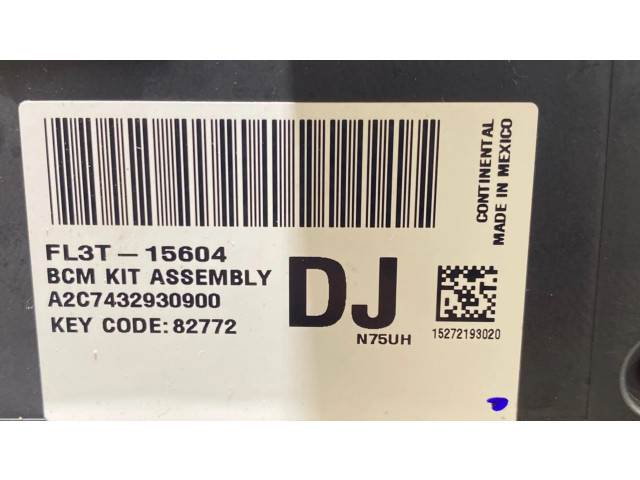 FL3T-15604
BCM KIT ASSEMBLY
A2C7432930900
KEY CODE: 82772
DJ
N75UH
15272193020
CONTINENTAL
MADE IN MEXICO